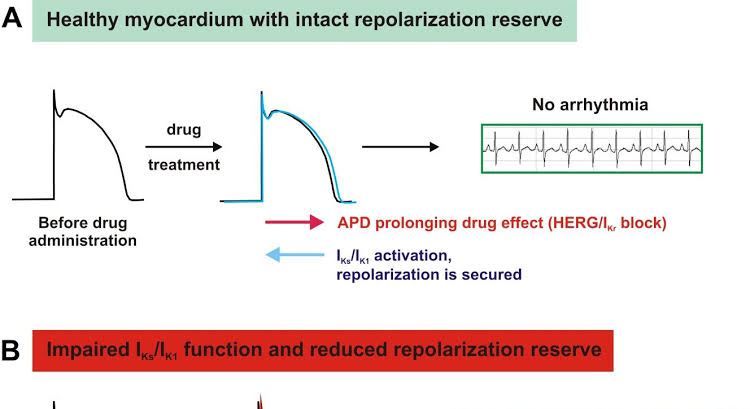 A
Healthy myocardium with intact repolarization reserve
No arrhythmia
drug
treatment
Before drug
administration
APD prolonging drug effect (HERG/IKr block)
IKs/IK1 activation,
repolarization is secured
B
Impaired IKs/IK1 function and reduced repolarization reserve